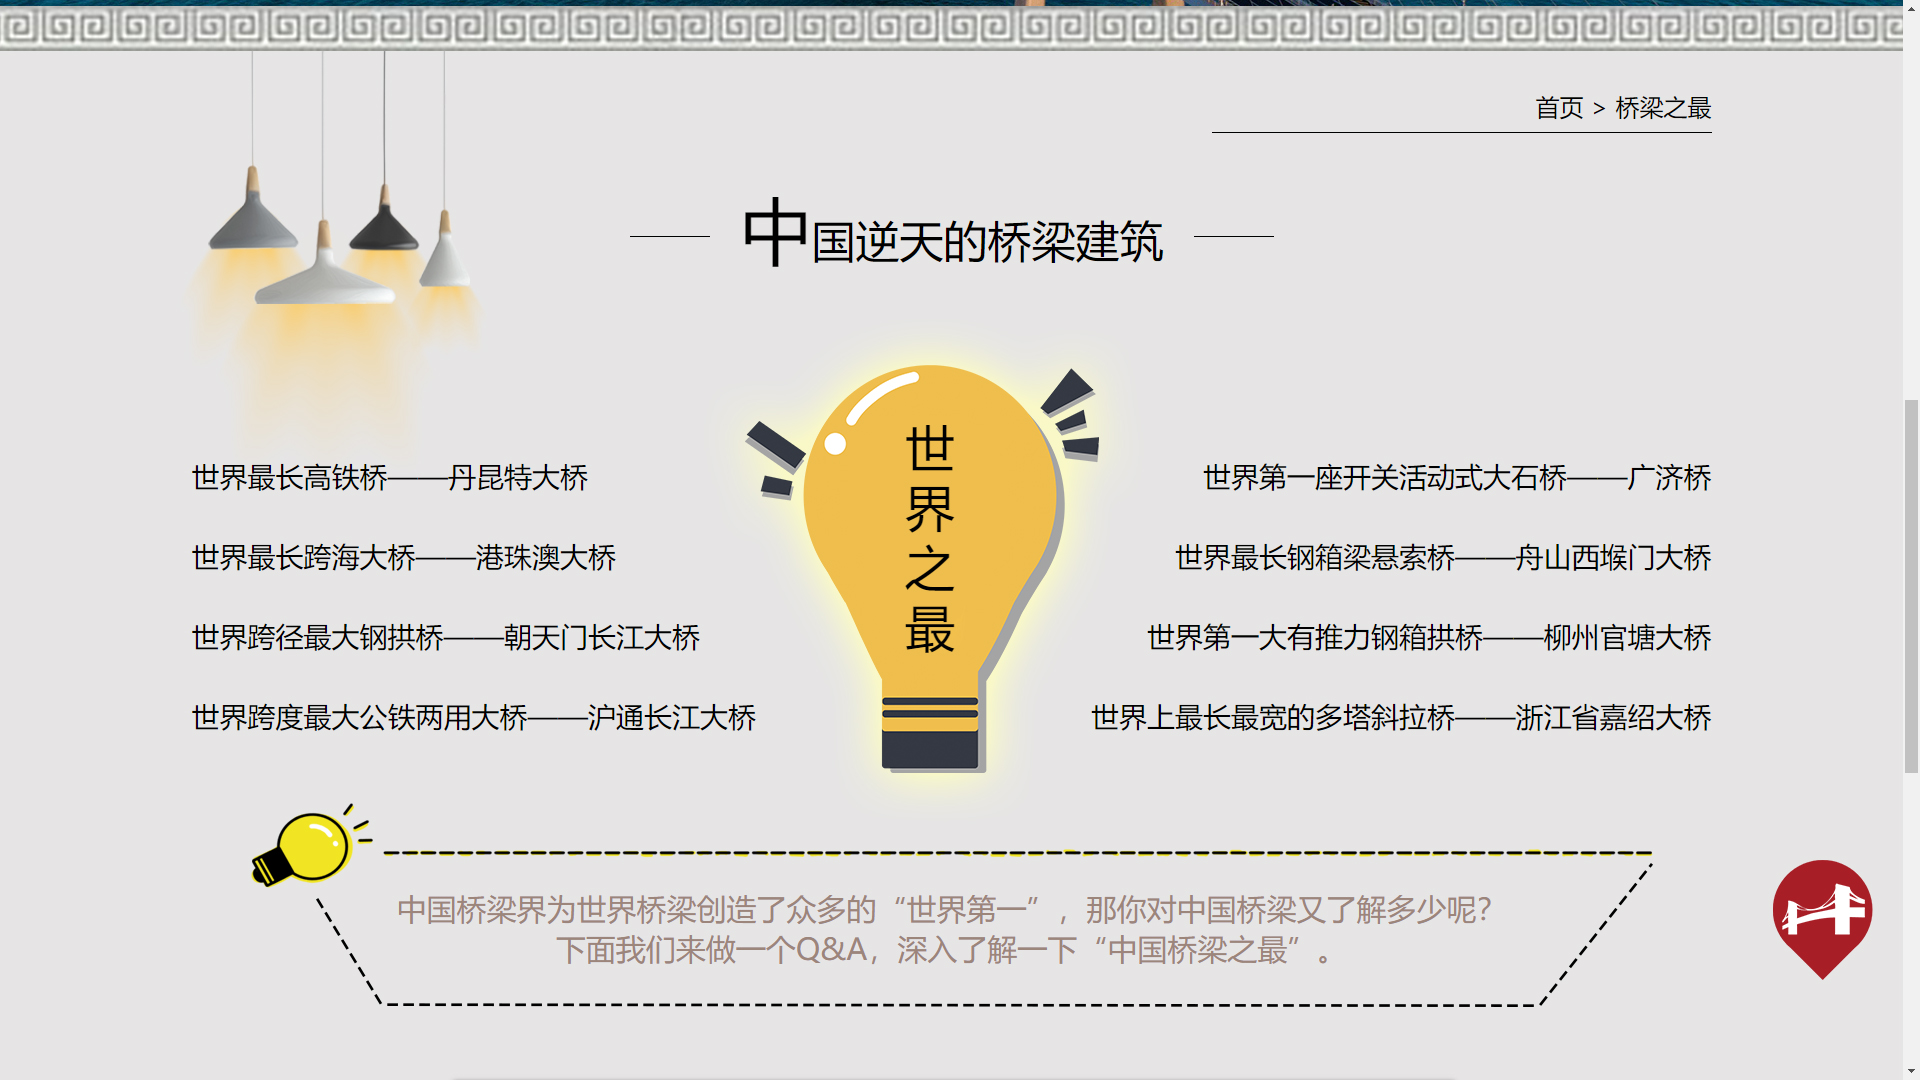 首页 > 桥梁之最
中国逆天的桥梁建筑
世界之最
世界最长高铁桥——丹昆特大桥
世界最长跨海大桥——港珠澳大桥
世界跨径最大钢拱桥——朝天门长江大桥
世界跨度最大公铁两用大桥——沪通长江大桥
世界第一座开关活动式大石桥——广济桥
世界最长钢箱梁悬索桥——舟山西堠门大桥
世界第一大有推力钢箱拱桥——柳州官塘大桥
世界上最长最宽的多塔斜拉桥——浙江省嘉绍大桥
中国桥梁界为世界桥梁创造了众多的“世界第一”，那你对中国桥梁又了解多少呢？
下面我们来做一个Q&A，深入了解一下“中国桥梁之最”。